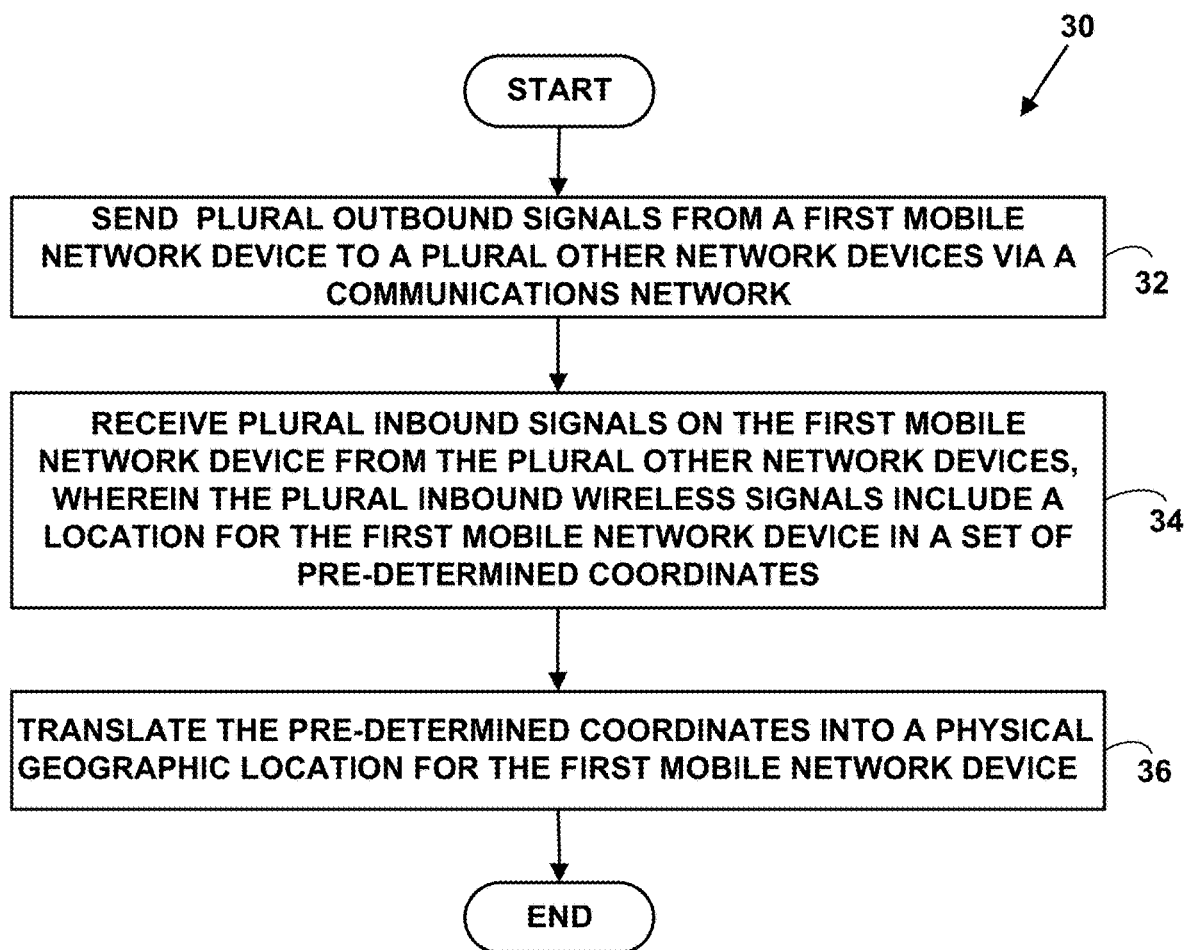 30
START
SEND PLURAL OUTBOUND SIGNALS FROM A FIRST MOBILE
NETWORK DEVICE TO A PLURAL OTHER NETWORK DEVICES VIA A
COMMUNICATIONS NETWORK
32
RECEIVE PLURAL INBOUND SIGNALS ON THE FIRST MOBILE
NETWORK DEVICE FROM THE PLURAL OTHER NETWORK DEVICES,
WHEREIN THE PLURAL INBOUND WIRELESS SIGNALS INCLUDE A
LOCATION FOR THE FIRST MOBILE NETWORK DEVICE IN A SET OF
PRE-DETERMINED COORDINATES
34
TRANSLATE THE PRE-DETERMINED COORDINATES INTO A PHYSICAL
GEOGRAPHIC LOCATION FOR THE FIRST MOBILE NETWORK DEVICE
36
END